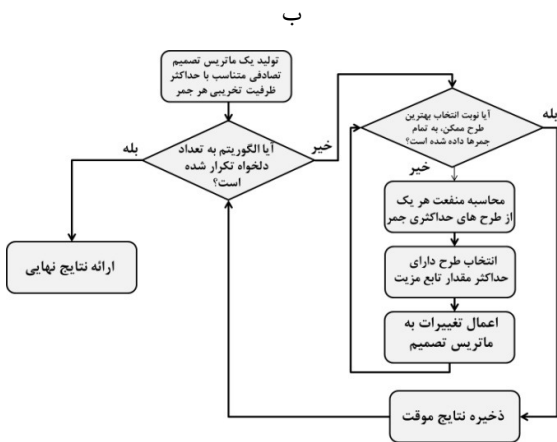 ب
تولید یک ماتریس تصمیم
تصادفی متناسب با حداکثر
ظرفیت تخریبی هر جمر
آیا الگوریتم به تعداد
دلخواه تکرار شده
است؟
بله
خیر
ارائه نتایج نهایی
آیا نوبت انتخاب بهترین
طرح ممکن، به تمام
جمرها داده شده است؟
بله
خیر
محاسبه منفعت هر یک
از طرح های حداکثری جمر
انتخاب طرح دارای
حداکثر مقدار تابع مزیت
اعمال تغییرات به
ماتریس تصمیم
ذخیره نتایج موقت